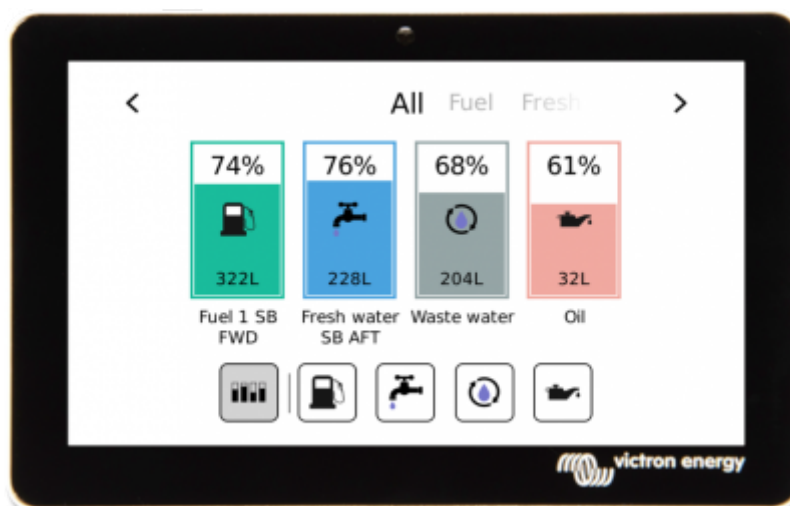 All Fuel Fresh
74% 76% 68% 61%
322L 228L 204L 32L
Fuel 1 SB Fresh water Waste water Oil
FWD SB AFT
victron energy